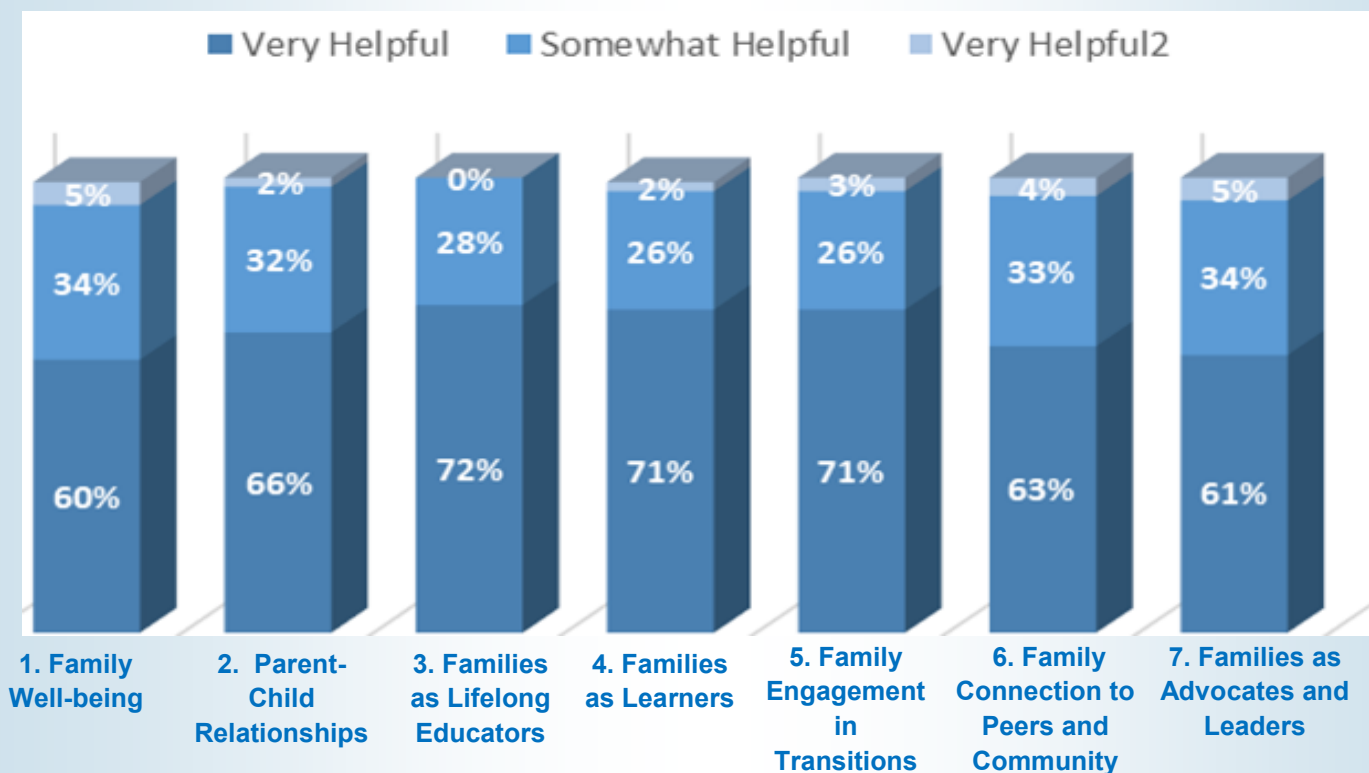 Very Helpful Somewhat Helpful Very Helpful2
5% 2% 0% 2% 3% 4% 5%
34% 32% 28% 26% 26% 33% 34%
60% 66% 72% 71% 71% 63% 61%
1. Family
Well-being
2. Parent-
Child
Relationships
3. Families
as Lifelong
Educators
4. Families
as Learners
5. Family
Engagement
in
Transitions
6. Family
Connection to
Peers and
Community
7. Families as
Advocates and
Leaders